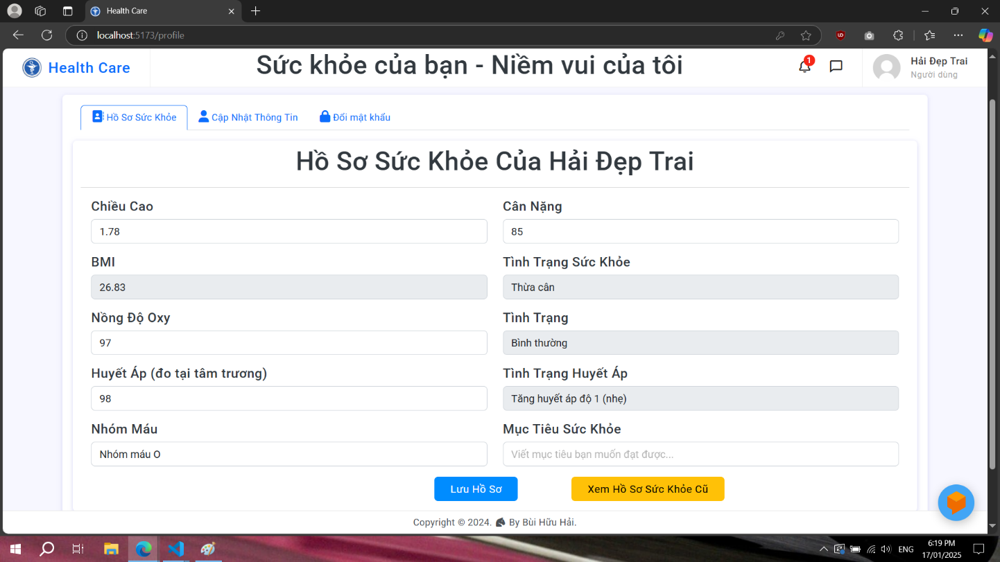 Health Care
localhost:5173/profile
Health Care
Sức khỏe của bạn - Niềm vui của tôi
1
Hải Đẹp Trai
Người dùng
Hồ Sơ Sức Khỏe
Cập Nhật Thông Tin
Đổi mật khẩu
Hồ Sơ Sức Khỏe Của Hải Đẹp Trai
Chiều Cao
Cân Nặng
1.78
85
BMI
Tình Trạng Sức Khỏe
26.83
Thừa cân
Nồng Độ Oxy
Tình Trạng
97
Bình thường
Huyết Áp (đo tại tâm trương)
Tình Trạng Huyết Áp
98
Tăng huyết áp độ 1 (nhẹ)
Nhóm Máu
Mục Tiêu Sức Khỏe
Nhóm máu O
Viết mục tiêu bạn muốn đạt được...
Lưu Hồ Sơ
Xem Hồ Sơ Sức Khỏe Cũ
Copyright © 2024. By Bùi Hữu Hải.
ENG
6:19 PM
17/01/2025